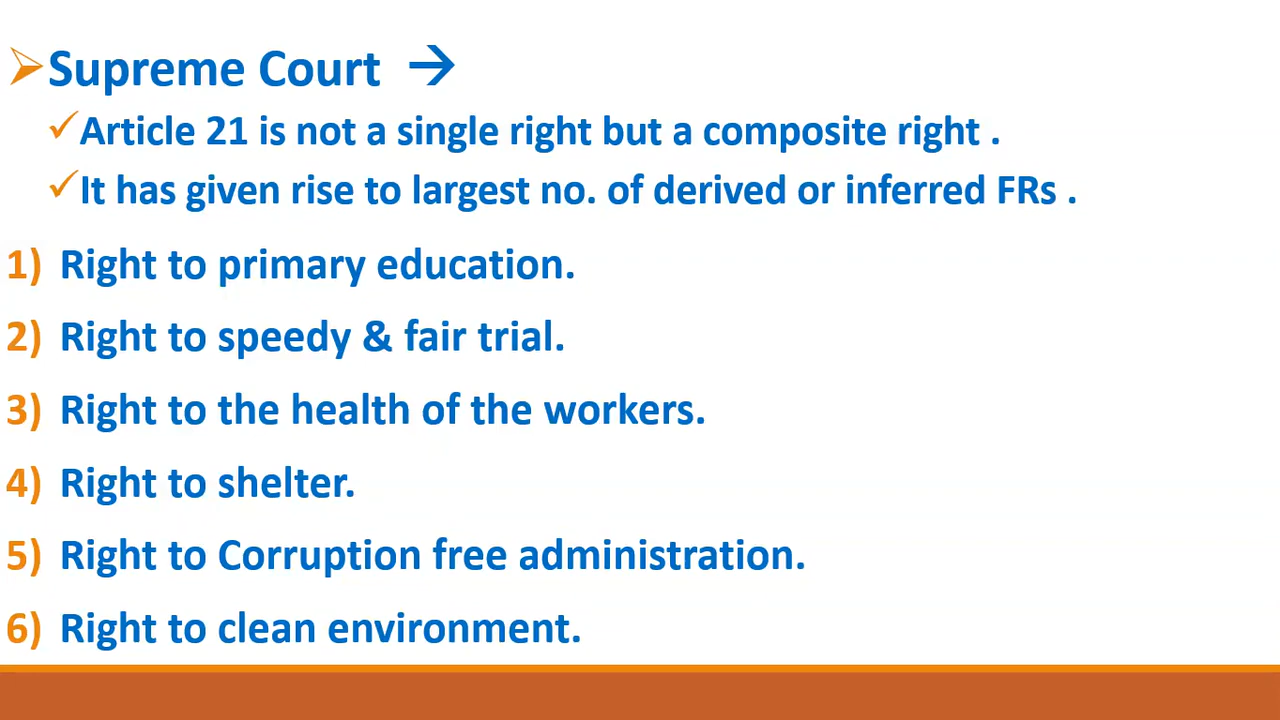 ➢Supreme Court →
✓Article 21 is not a single right but a composite right .
✓It has given rise to largest no. of derived or inferred FRs .
1) Right to primary education.
2) Right to speedy & fair trial.
3) Right to the health of the workers.
4) Right to shelter.
5) Right to Corruption free administration.
6) Right to clean environment.